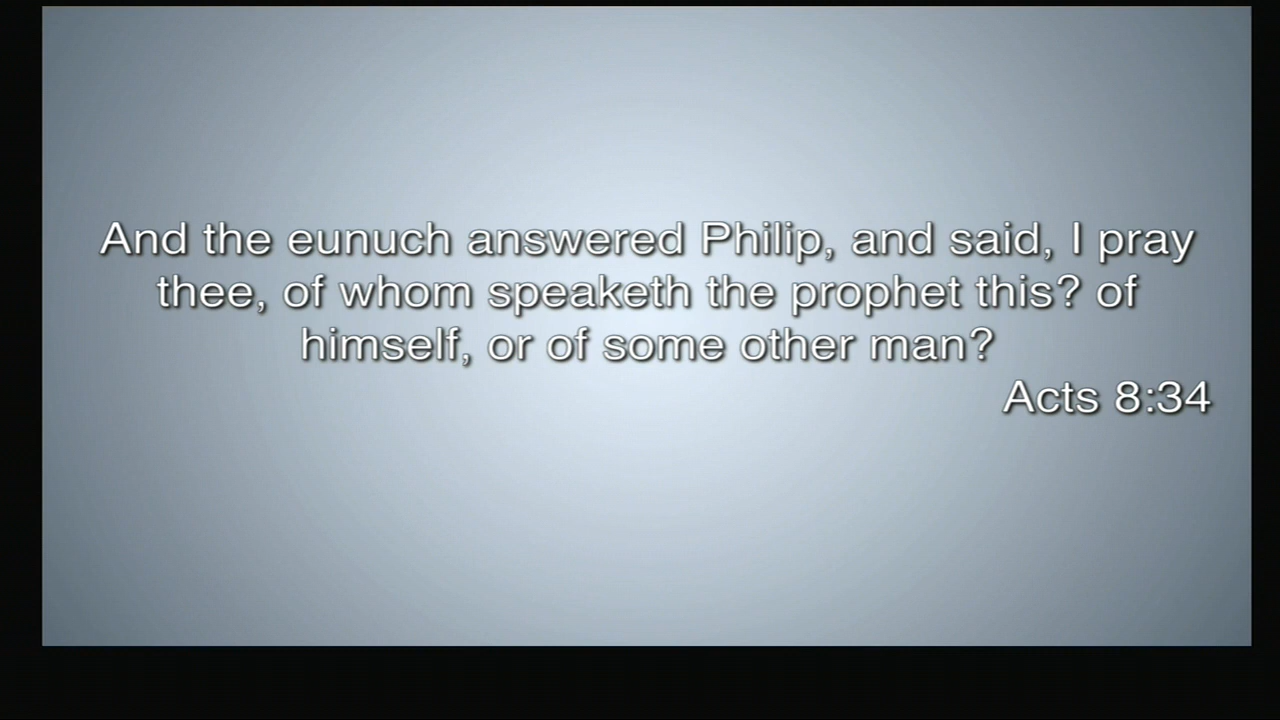 And the eunuch answered Philip, and said, I pray
thee, of whom speaketh the prophet this? of
himself, or of some other man?
Acts 8:34